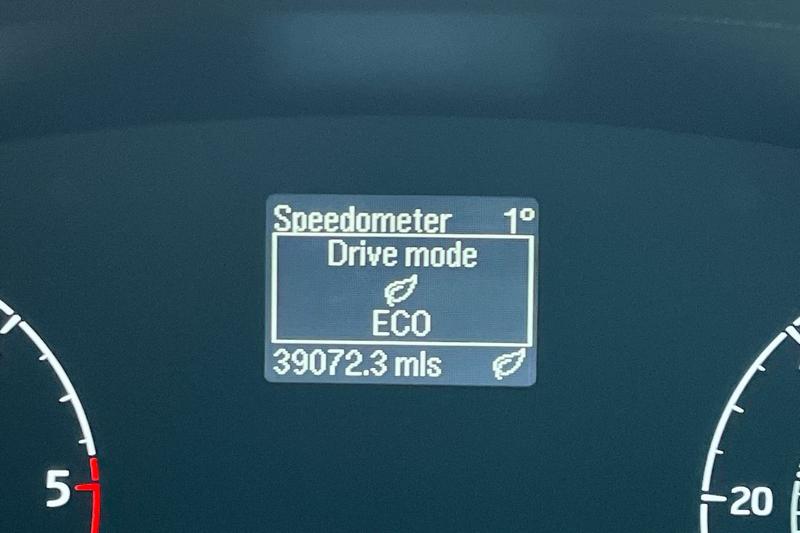 Speedometer 1°
Drive mode
ECO
39072.3 mls
5
20